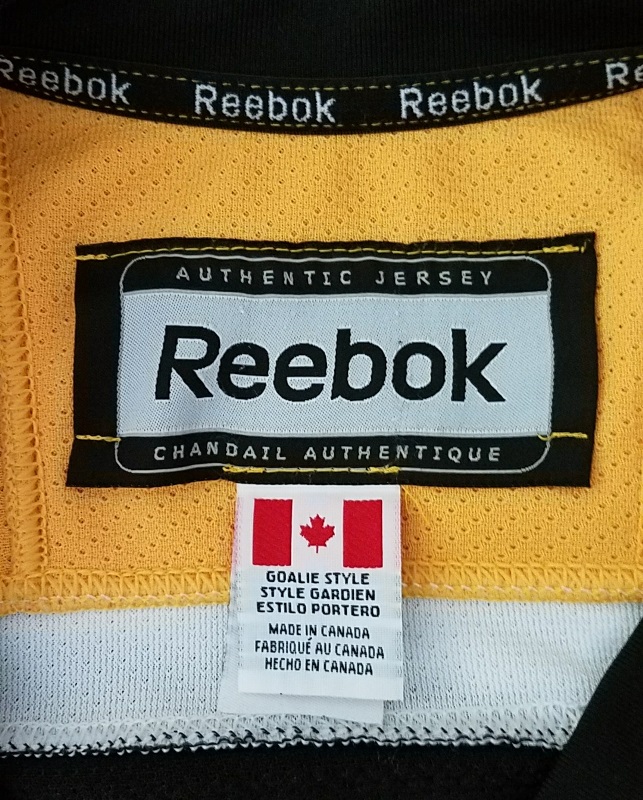 Reebok Reebok Reebok Re
AUTHENTIC JERSEY
Reebok
CHANDAIL AUTHENTIQUE
GOALIE STYLE
STYLE GARDIEN
ESTILO PORTERO
MADE IN CANADA
FABRIQUÉ AU CANADA
HECHO EN CANADA